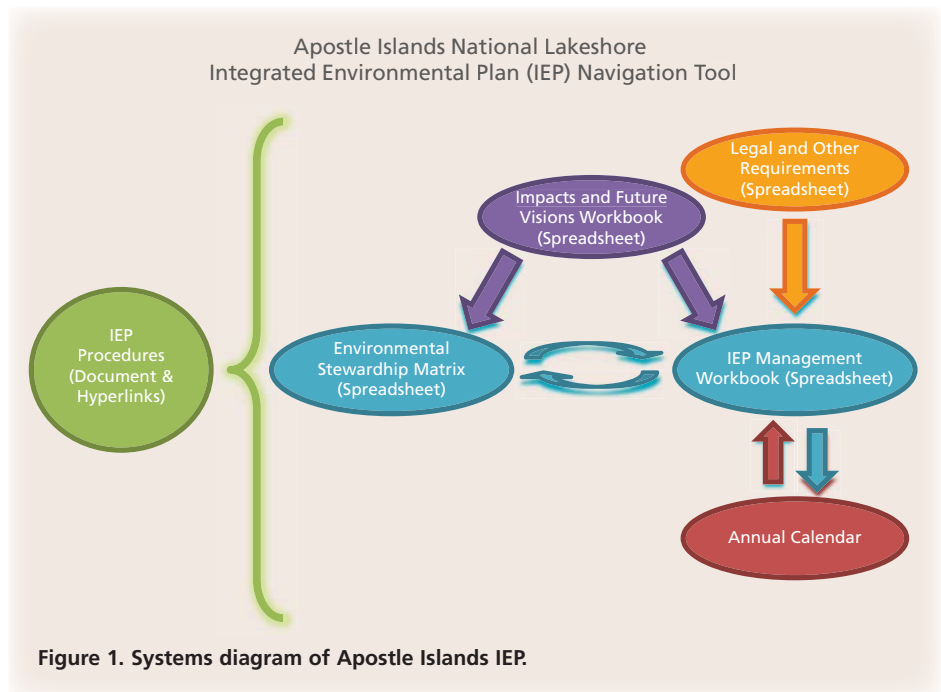 Apostle Islands National Lakeshore
Integrated Environmental Plan (IEP) Navigation Tool
Legal and Other
Requirements
(Spreadsheet)
Impacts and Future
Visions Workbook
(Spreadsheet)
IEP
Procedures
(Document &
Hyperlinks)
Environmental
Stewardhip Matrix
(Spreadsheet)
IEP Management
Workbook (Spreadsheet)
Annual Calendar
Figure 1. Systems diagram of Apostle Islands IEP.